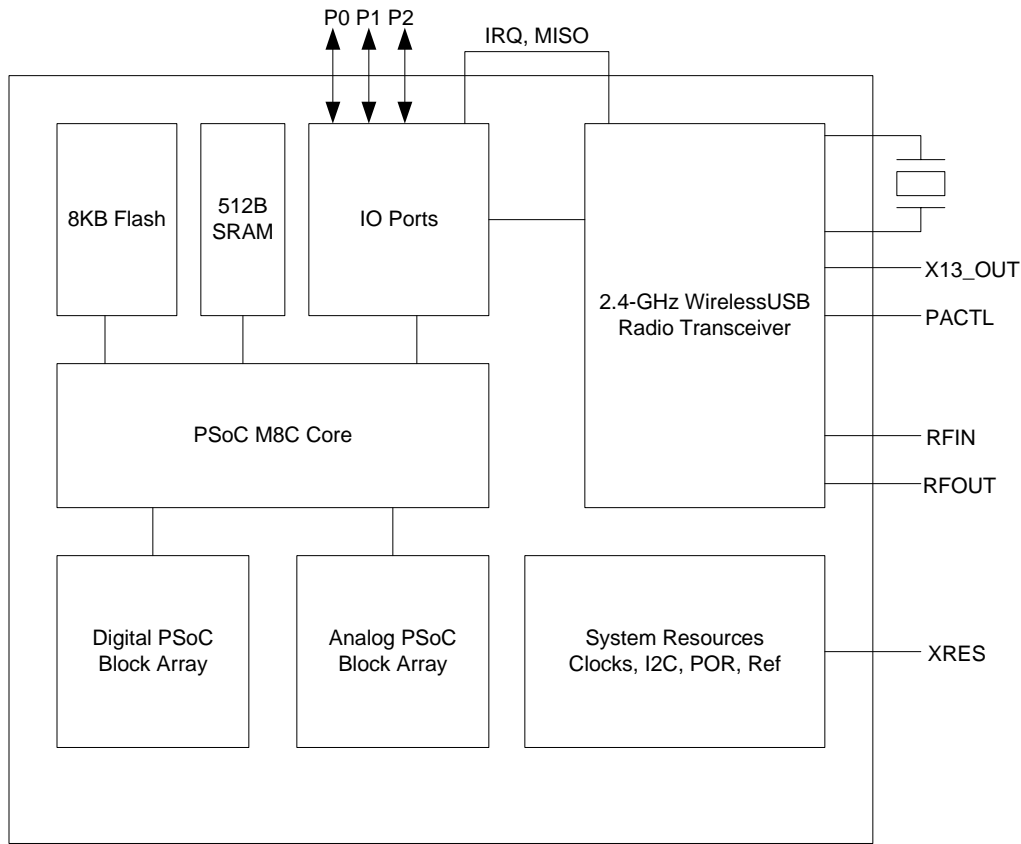 P0 P1 P2
IRQ, MISO
8KB Flash
512B
SRAM
IO Ports
2.4-GHz WirelessUSB
Radio Transceiver
X13_OUT
PACTL
RFIN
RFOUT
PSoC M8C Core
Digital PSoC
Block Array
Analog PSoC
Block Array
System Resources
Clocks, I2C, POR, Ref
XRES